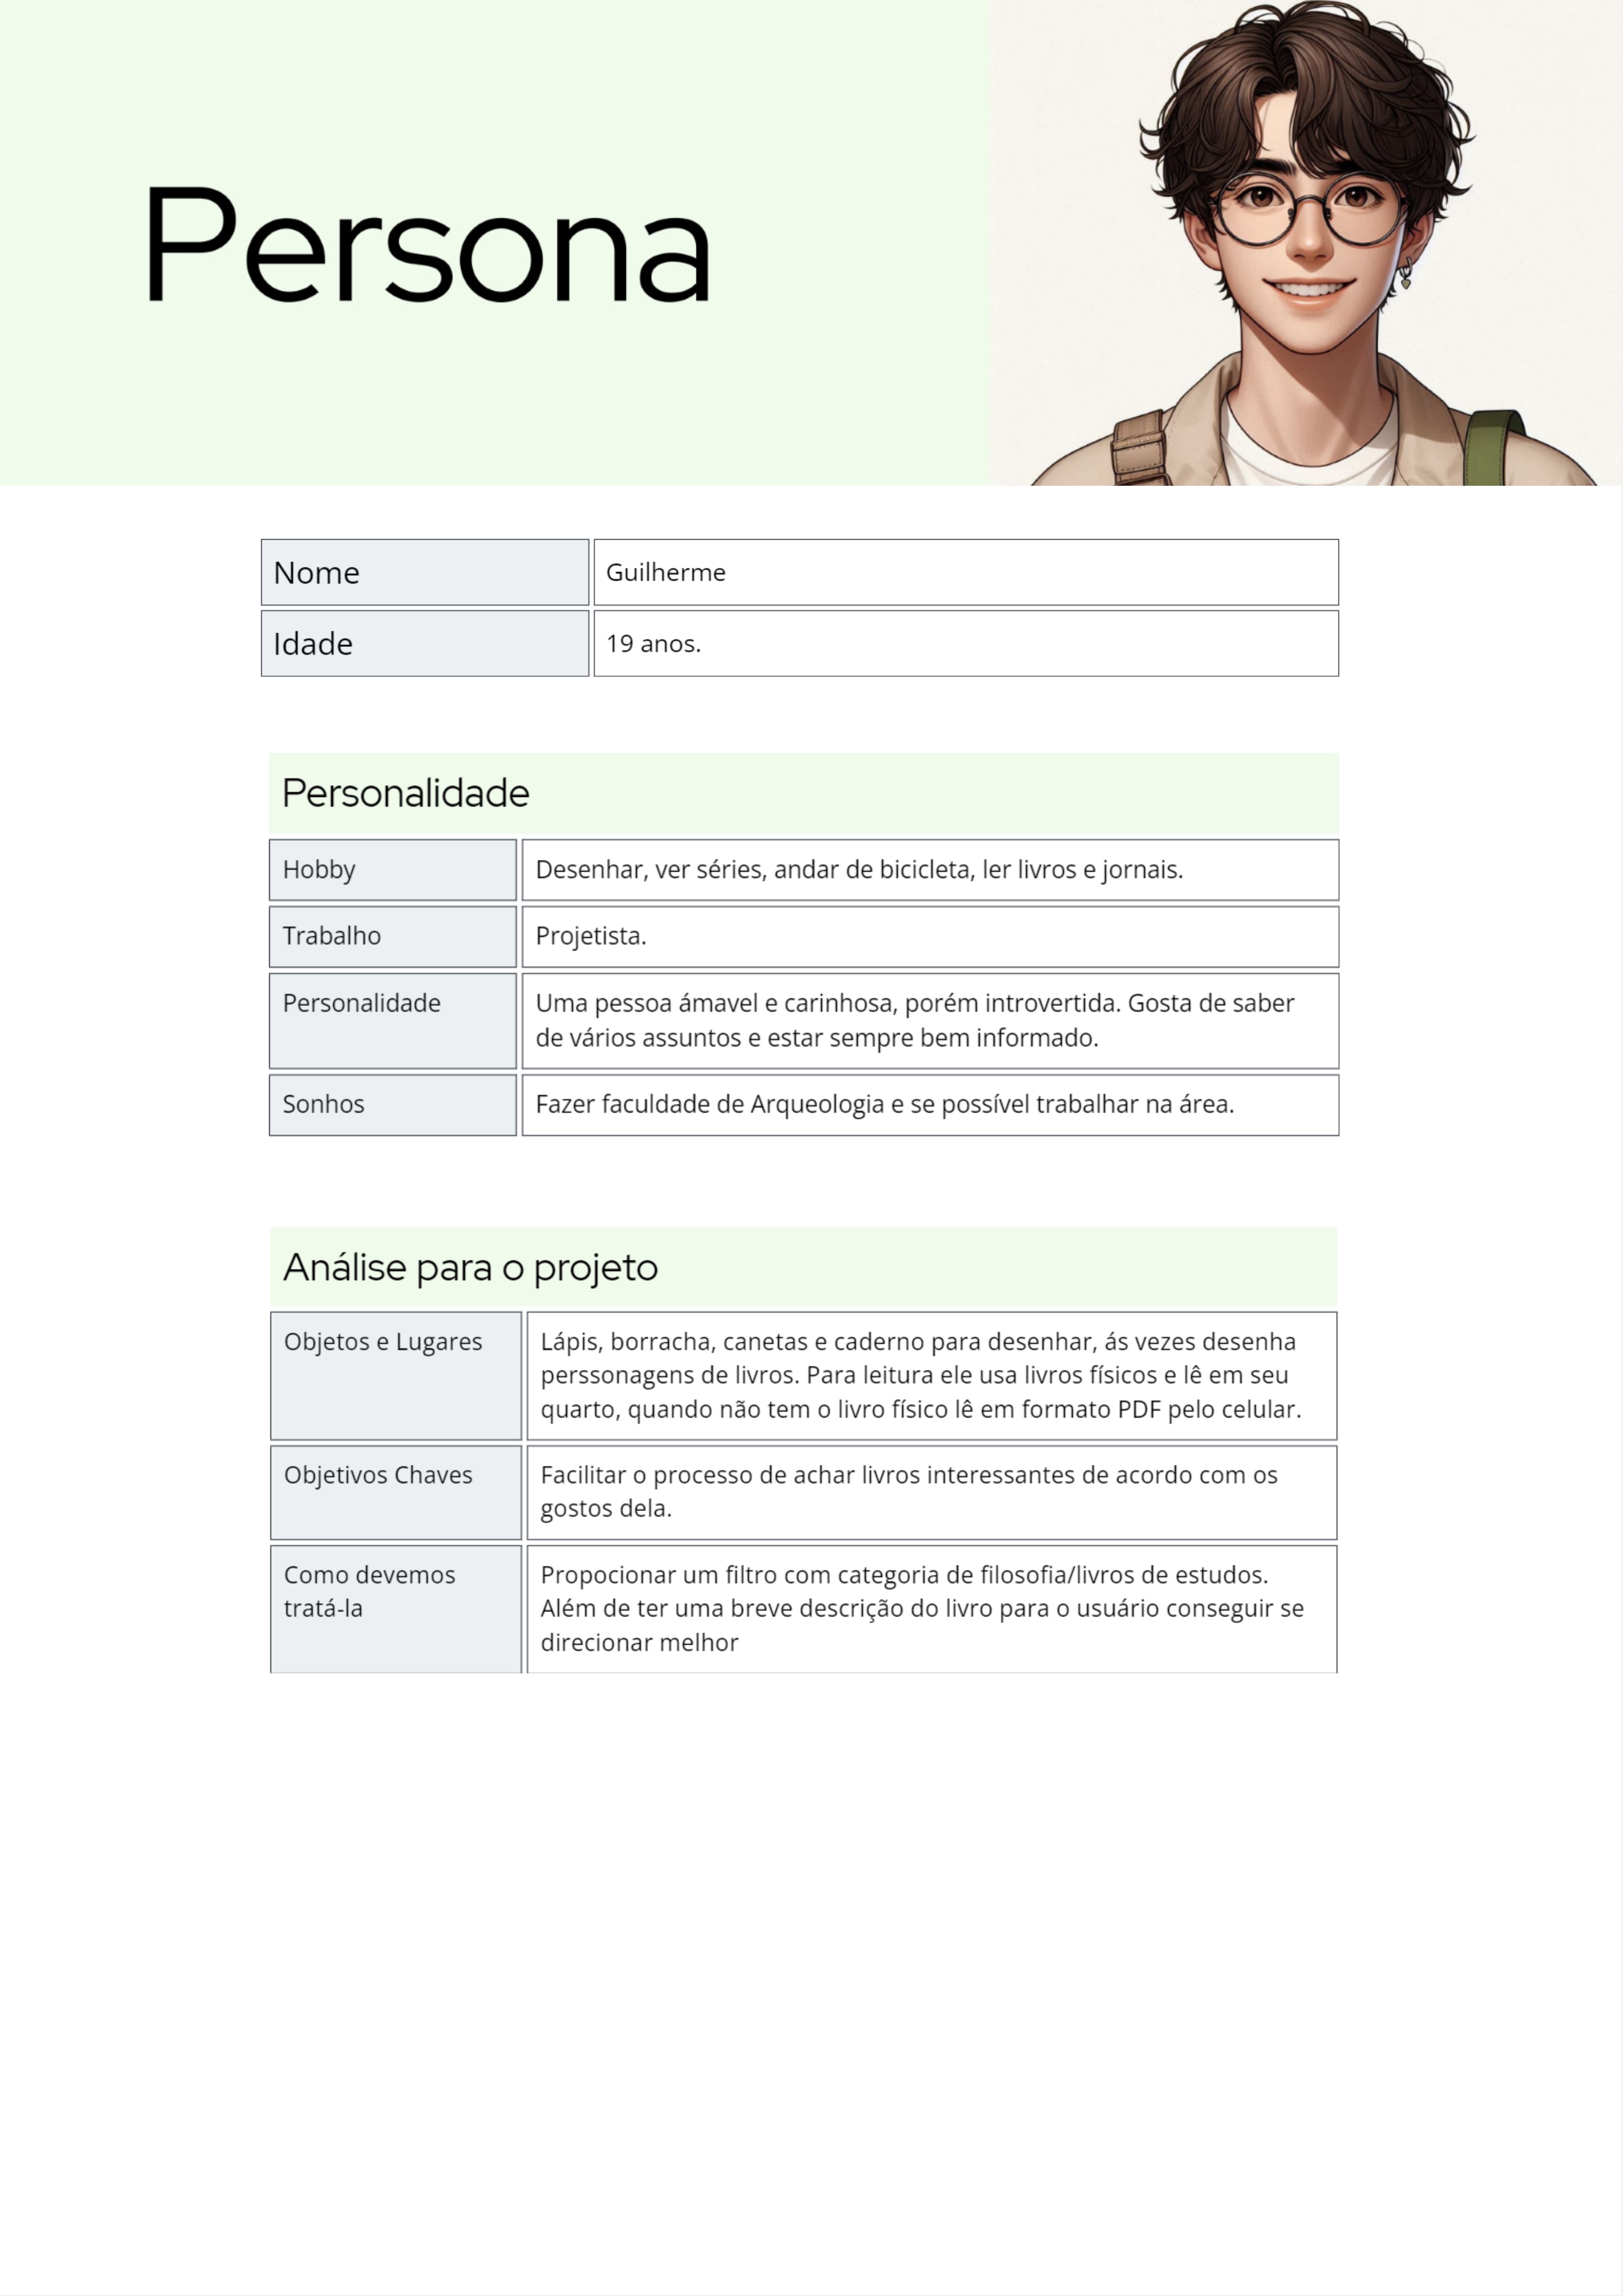 Persona
Nome
Guilherme
Idade
19 anos.
Personalidade
Hobby
Desenhar, ver séries, andar de bicicleta, ler livros e jornais.
Trabalho
Projetista.
Personalidade
Uma pessoa ámavel e carinhosa, porém introvertida. Gosta de saber
de vários assuntos e estar sempre bem informado.
Sonhos
Fazer faculdade de Arqueologia e se possível trabalhar na área.
Análise para o projeto
Objetos e Lugares
Lápis, borracha, canetas e caderno para desenhar, ás vezes desenha
perssonagens de livros. Para leitura ele usa livros físicos e lê em seu
quarto, quando não tem o livro físico lê em formato PDF pelo celular.
Objetivos Chaves
Facilitar o processo de achar livros interessantes de acordo com os
gostos dela.
Como devemos
tratá-la
Propocionar um filtro com categoria de filosofia/livros de estudos.
Além de ter uma breve descrição do livro para o usuário conseguir se
direcionar melhor